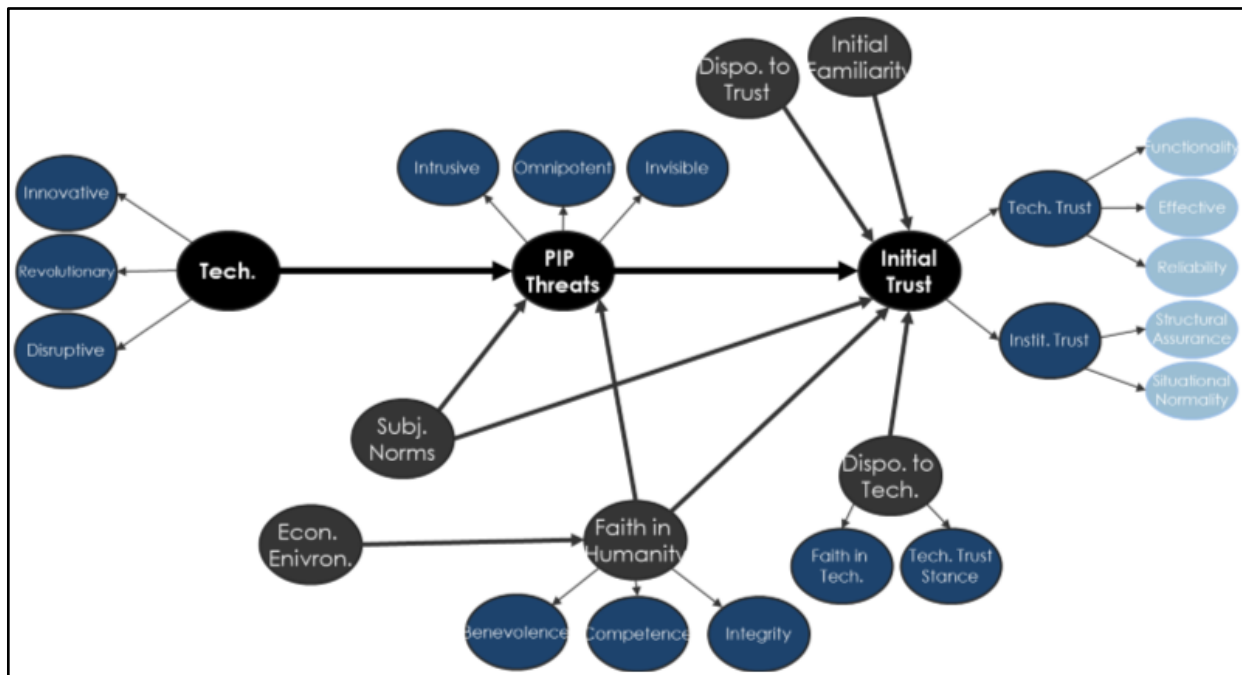 Initial
Familiarity
Dispo. to
Trust
Functionality
Intrusive
Omnipotent
Invisible
Innovative
Tech. Trust
Effective
Revolutionary
Tech.
PIP
Threats
Initial
Trust
Reliability
Disruptive
Instit. Trust
Structural
Assurance
Situational
Normality
Subj.
Norms
Dispo. to
Tech.
Econ.
Enivron.
Faith in
Humanity
Faith in
Tech.
Tech. Trust
Stance
Benevolence
Competence
Integrity